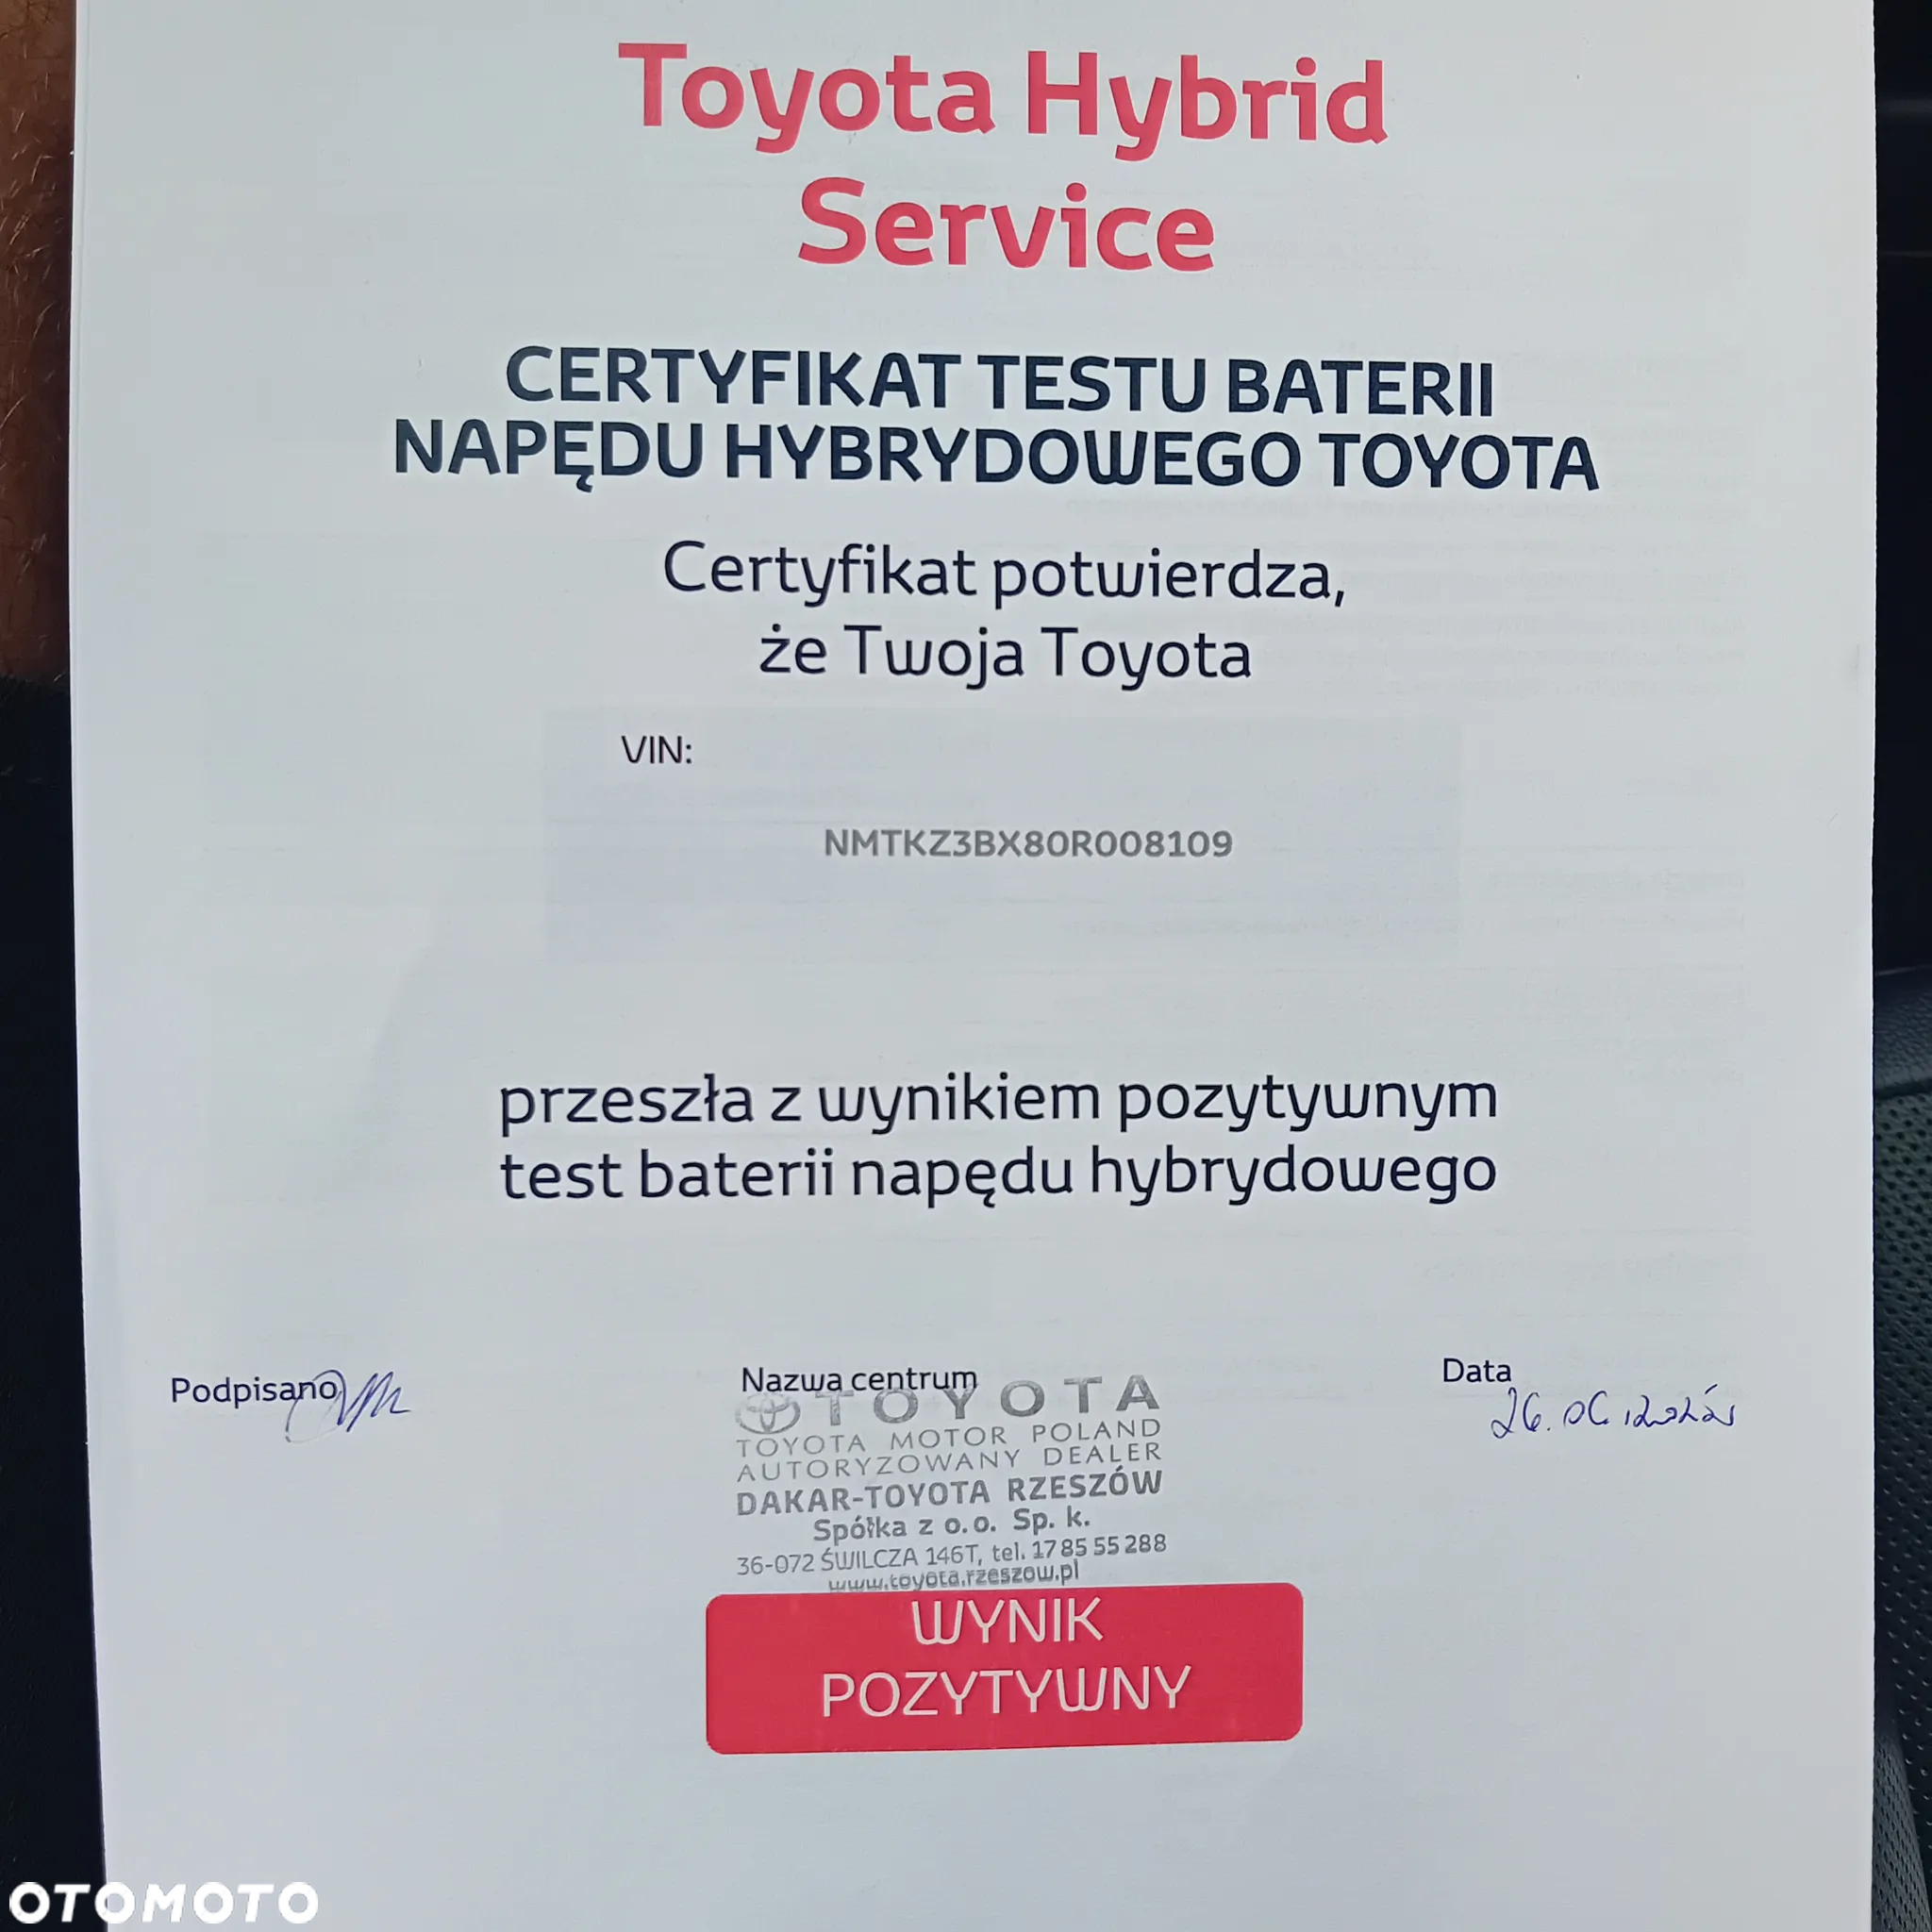 Toyota Hybrid
Service
CERTYFIKAT TESTU BATERII
NAPĘDU HYBRYDOWEGO TOYOTA
Certyfikat potwierdza,
że Twoja Toyota
VIN:
NMTKZ3BX80R008109
przeszła z wynikiem pozytywnym
test baterii napędu hybrydowego
Podpisano
Nazwa centrum
Data
TOYOTA
TOYOTA MOTOR POLAND
AUTORYZOWANY DEALER
DAKAR-TOYOTA RZESZÓW
Spółka z o.o. Sp. k.
36-072 ŚWILCZA 146T, tel. 17 85 55 288
www.toyota.rzeszow.pl
WYNIK
POZYTYWNY
OTOMOTO